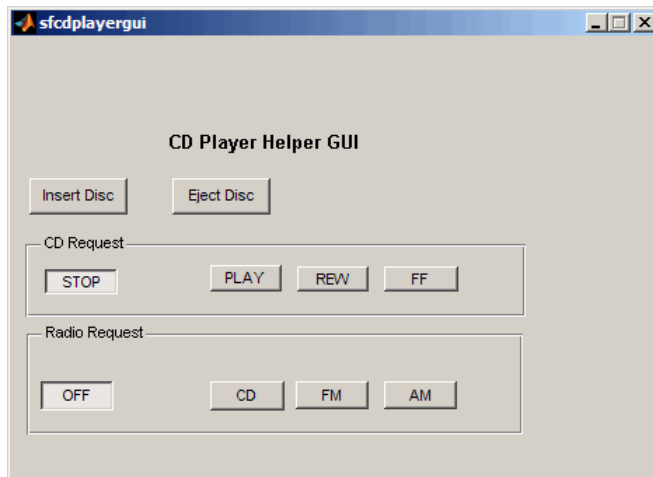 sfcdplayergui
CD Player Helper GUI
Insert Disc Eject Disc
CD Request
STOP PLAY REW FF
Radio Request
OFF CD FM AM